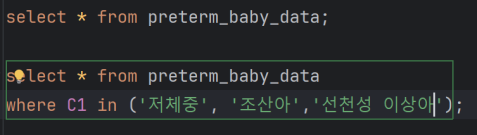 select * from preterm_baby_data;
select * from preterm_baby_data
where C1 in ('저체중', '조산아','선천성 이상아');